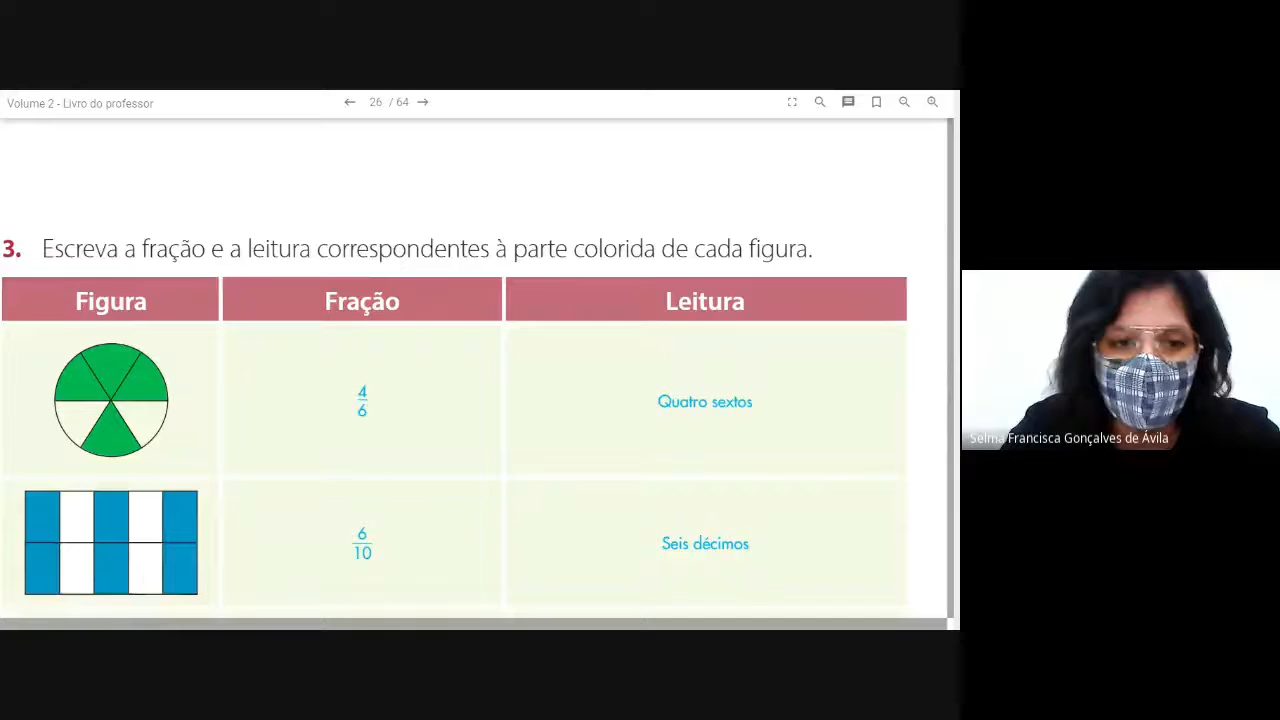 Volume 2 - Livro do professor
26 / 64
3. Escreva a fração e a leitura correspondentes à parte colorida de cada figura.
Figura Fração Leitura
4
6
Quatro sextos
6
10
Seis décimos
Selma Francisca Gonçalves de Ávila